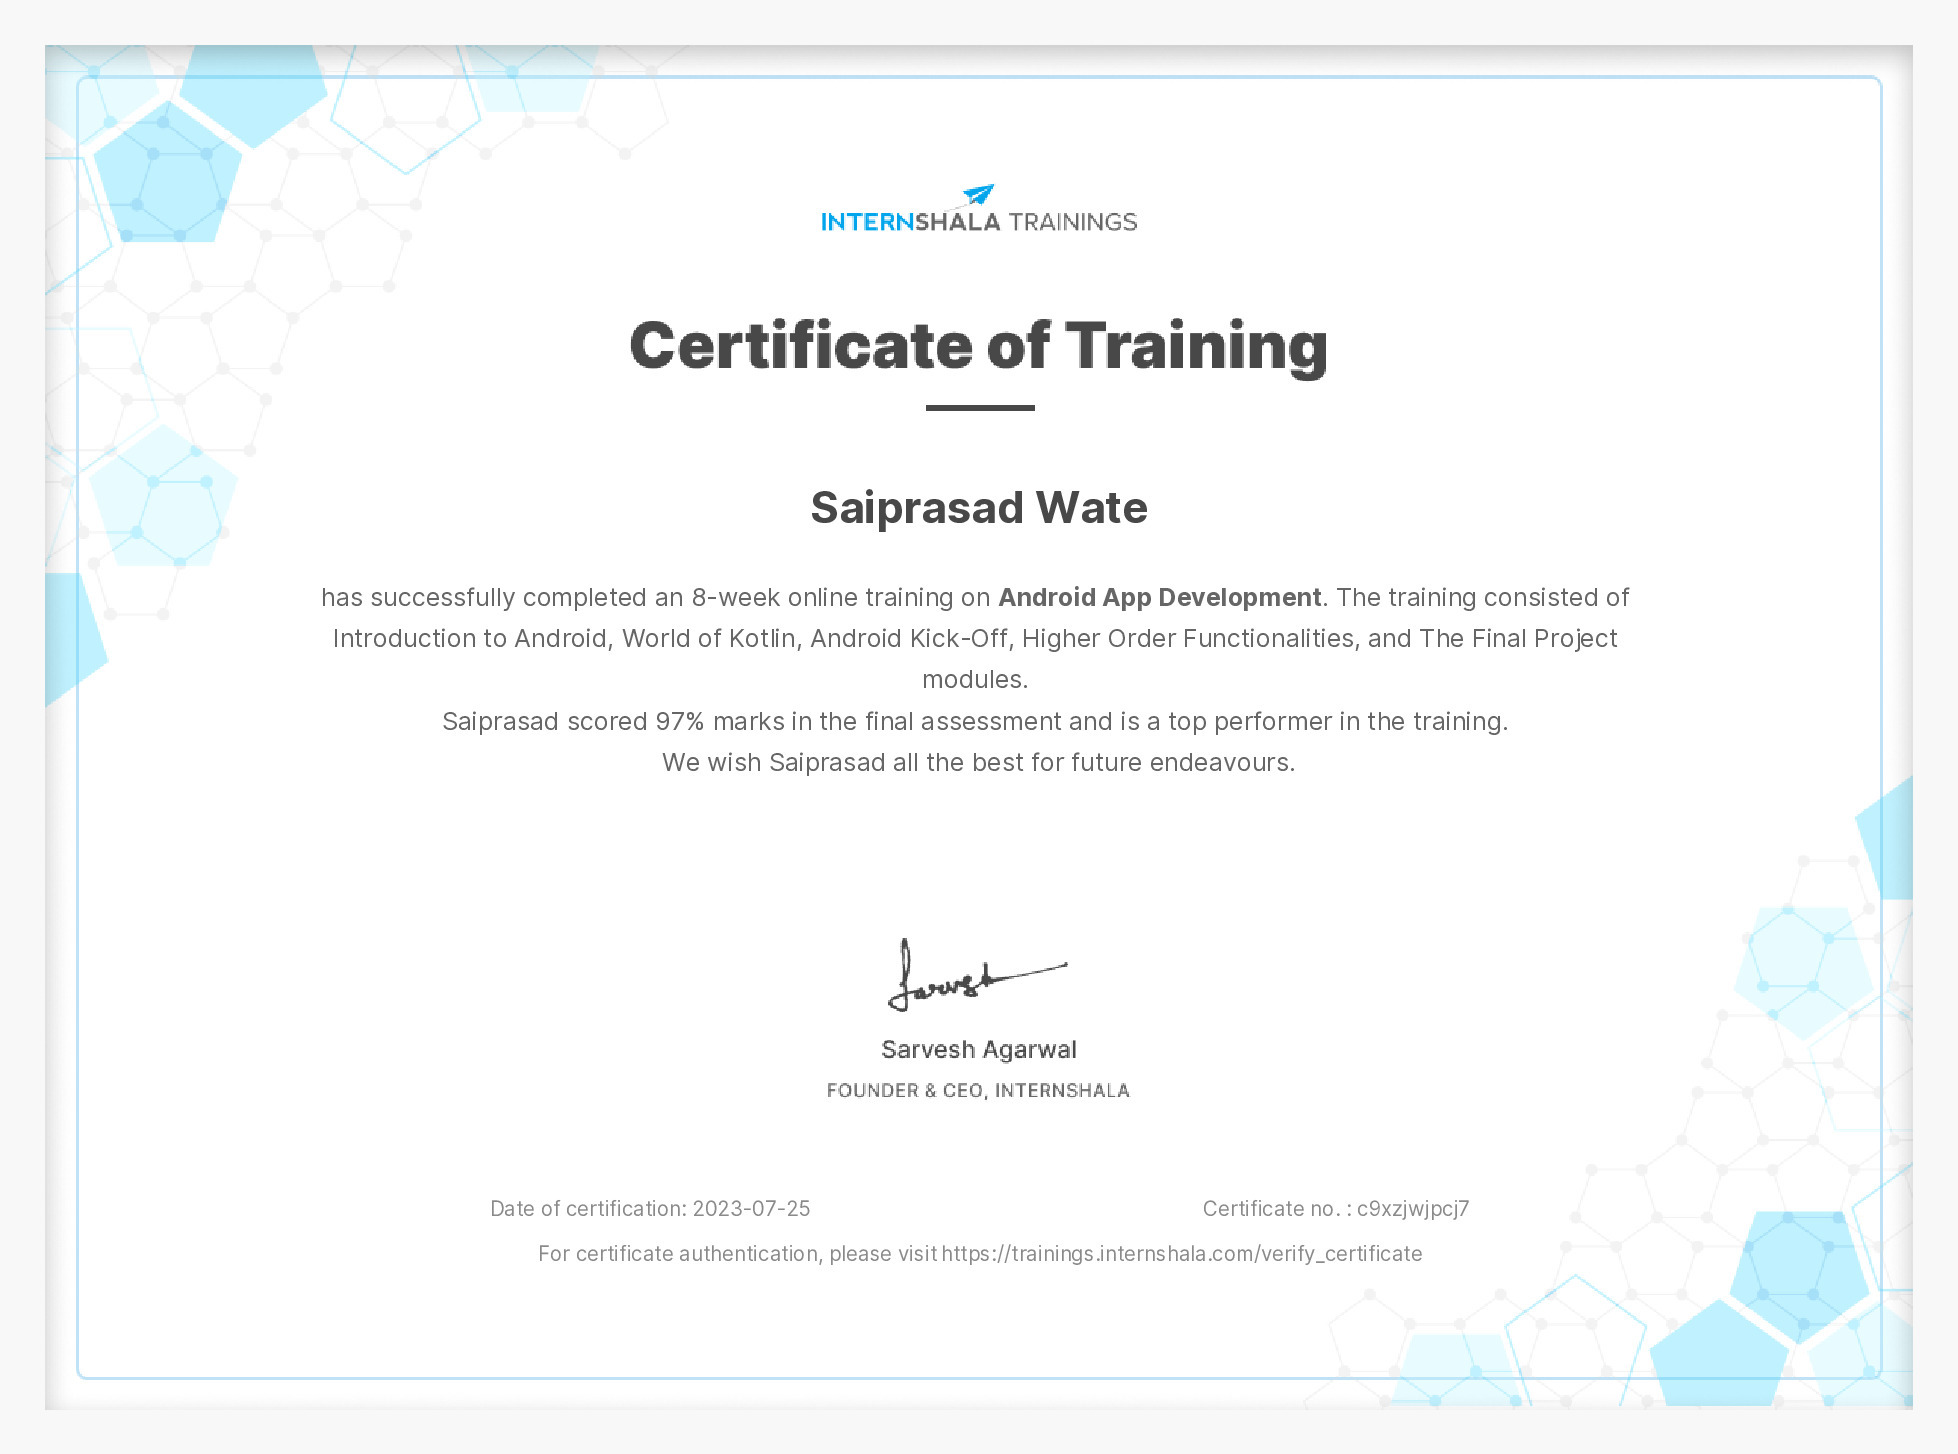 INTERNSHALA TRAININGS
Certificate of Training
Saiprasad Wate
has successfully completed an 8-week online training on Android App Development. The training consisted of
Introduction to Android, World of Kotlin, Android Kick-Off, Higher Order Functionalities, and The Final Project
modules.
Saiprasad scored 97% marks in the final assessment and is a top performer in the training.
We wish Saiprasad all the best for future endeavours.
Sarvesh
Sarvesh Agarwal
FOUNDER & CEO, INTERNSHALA
Date of certification: 2023-07-25 Certificate no. : c9xzjwjpcj7
For certificate authentication, please visit https://trainings.internshala.com/verify_certificate